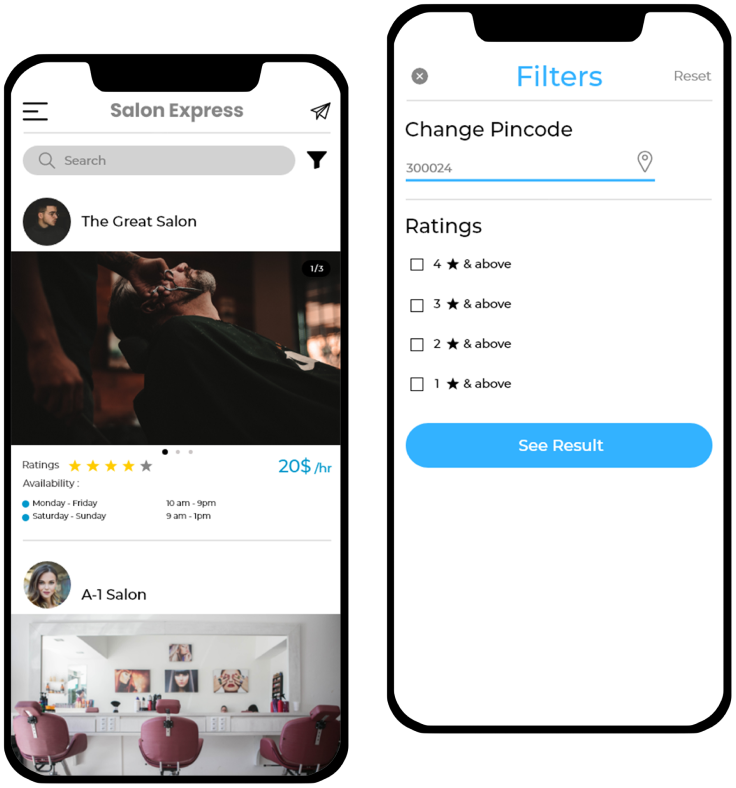 Salon Express
Search
The Great Salon
1/3
Ratings
20$ /hr
Availability :
Monday - Friday 10 am - 9pm
Saturday - Sunday 9 am - 1pm
A-1 Salon
Filters
Reset
Change Pincode
300024
Ratings
4 ★ & above
3 ★ & above
2 ★ & above
1 ★ & above
See Result